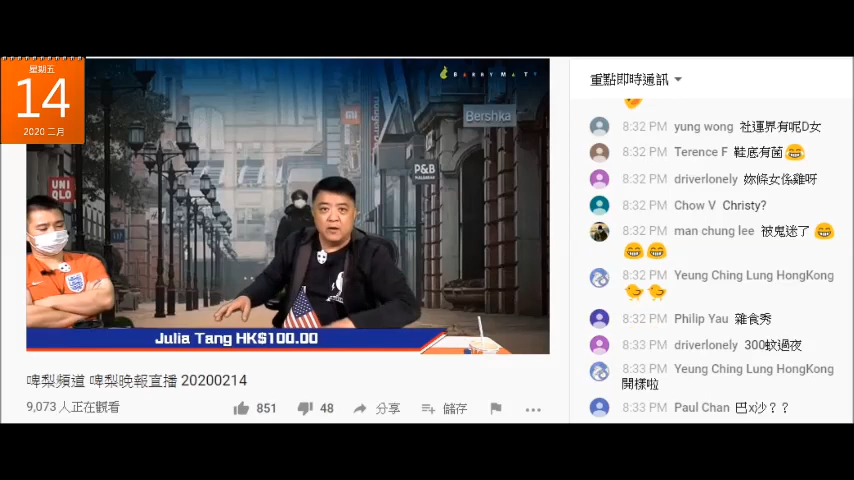 星期五
14
2020 二月
BARRYMATT
mi
Bershka
P&B
UNI
QLO
Julia Tang HK$100.00
啤梨頻道 啤梨晚報直播 20200214
9,073 人正在觀看
851
48
分享
儲存
重點即時通訊
8:32 PM yung wong 社運界有呢D女
8:32 PM Terence F 鞋底有菌😂
8:32 PM driverlonely 妳條女係雞呀
8:32 PM Chow V Christy?
8:32 PM man chung lee 被鬼迷了 😂
😂😂
8:32 PM Yeung Ching Lung HongKong
🐤🐤
8:32 PM Philip Yau 雜食秀
8:33 PM driverlonely 300蚊過夜
8:33 PM Yeung Ching Lung HongKong
開樣啦
8:33 PM Paul Chan 巴x沙？？